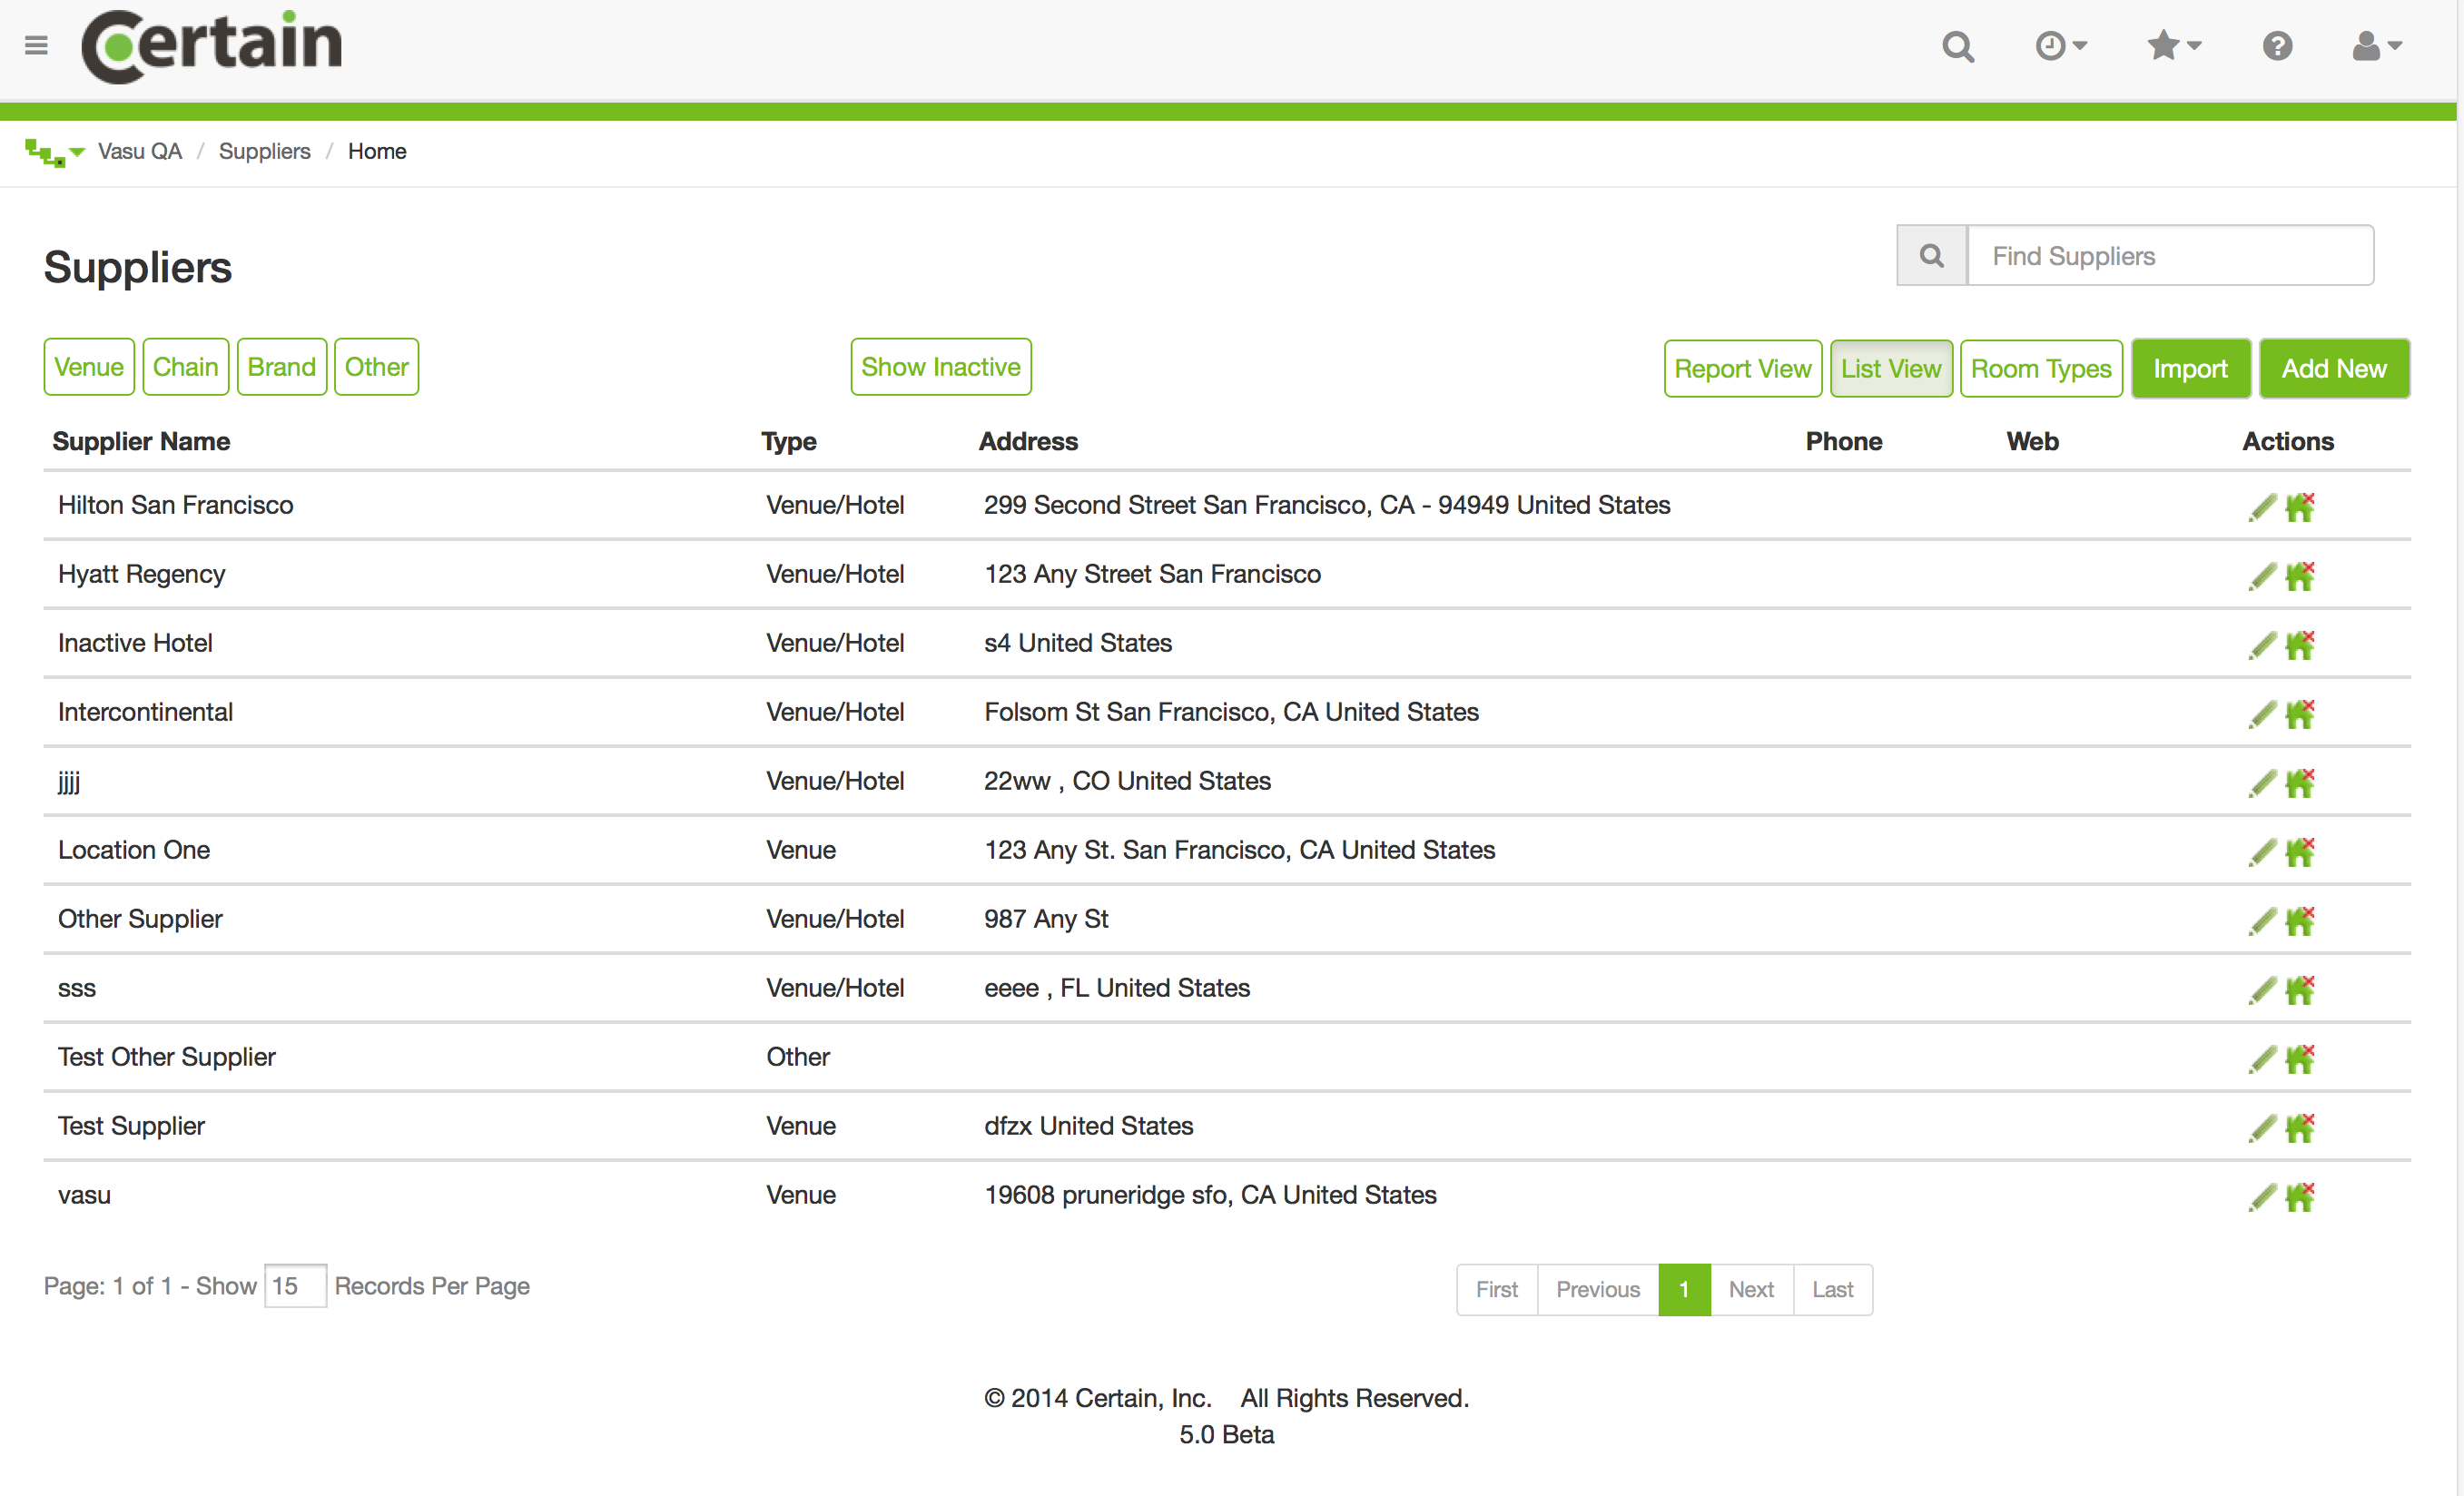 Certain
Vasu QA / Suppliers / Home
Suppliers
Find Suppliers
Venue Chain Brand Other Show Inactive Report View List View Room Types Import Add New
Supplier Name Type Address Phone Web Actions
Hilton San Francisco Venue/Hotel 299 Second Street San Francisco, CA - 94949 United States
Hyatt Regency Venue/Hotel 123 Any Street San Francisco
Inactive Hotel Venue/Hotel s4 United States
Intercontinental Venue/Hotel Folsom St San Francisco, CA United States
jjjj Venue/Hotel 22ww , CO United States
Location One Venue 123 Any St. San Francisco, CA United States
Other Supplier Venue/Hotel 987 Any St
sss Venue/Hotel eeee , FL United States
Test Other Supplier Other
Test Supplier Venue dfzx United States
vasu Venue 19608 pruneridge sfo, CA United States
Page: 1 of 1 - Show 15 Records Per Page First Previous 1 Next Last
© 2014 Certain, Inc. All Rights Reserved.
5.0 Beta